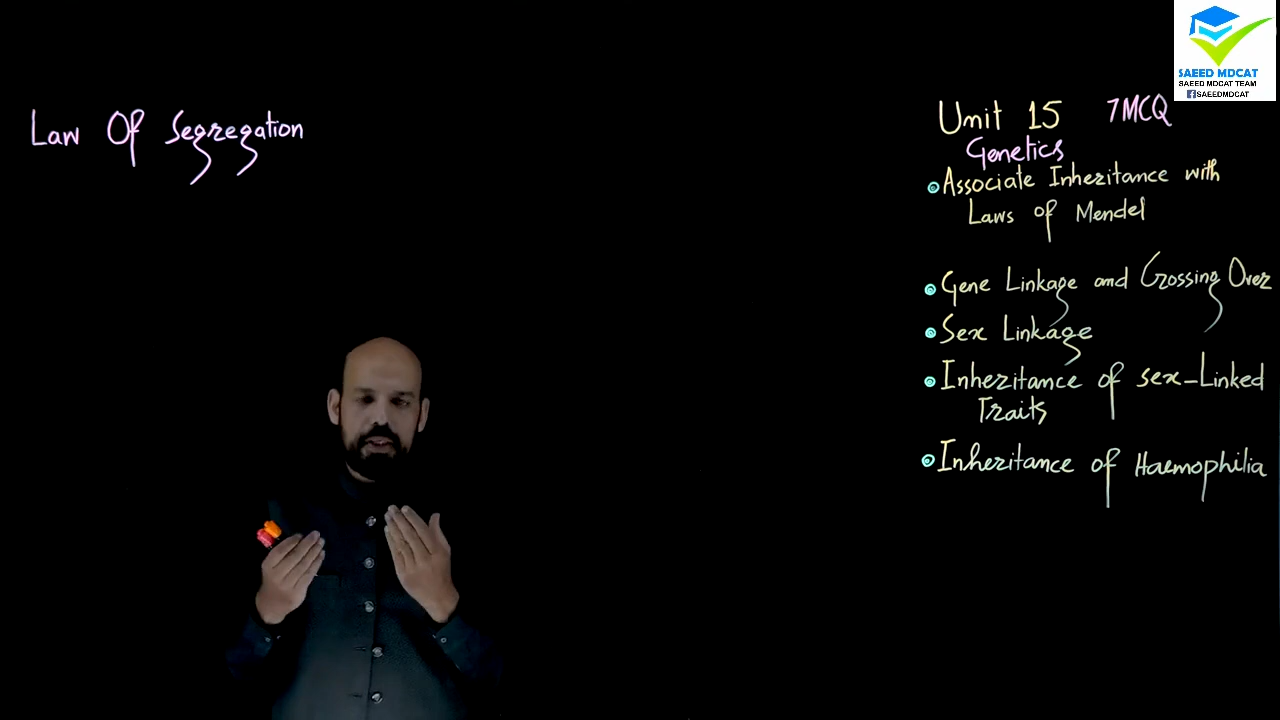 SAEED MDCAT
SAEED MDCAT TEAM
SAEEDMDCAT
Law Of Segregation
Unit 15 7MCQ
Genetics
Associate Inheritance with
Laws of Mendel
Gene Linkage and Crossing Over
Sex Linkage
Inheritance of sex-Linked
Traits
Inheritance of Haemophilia